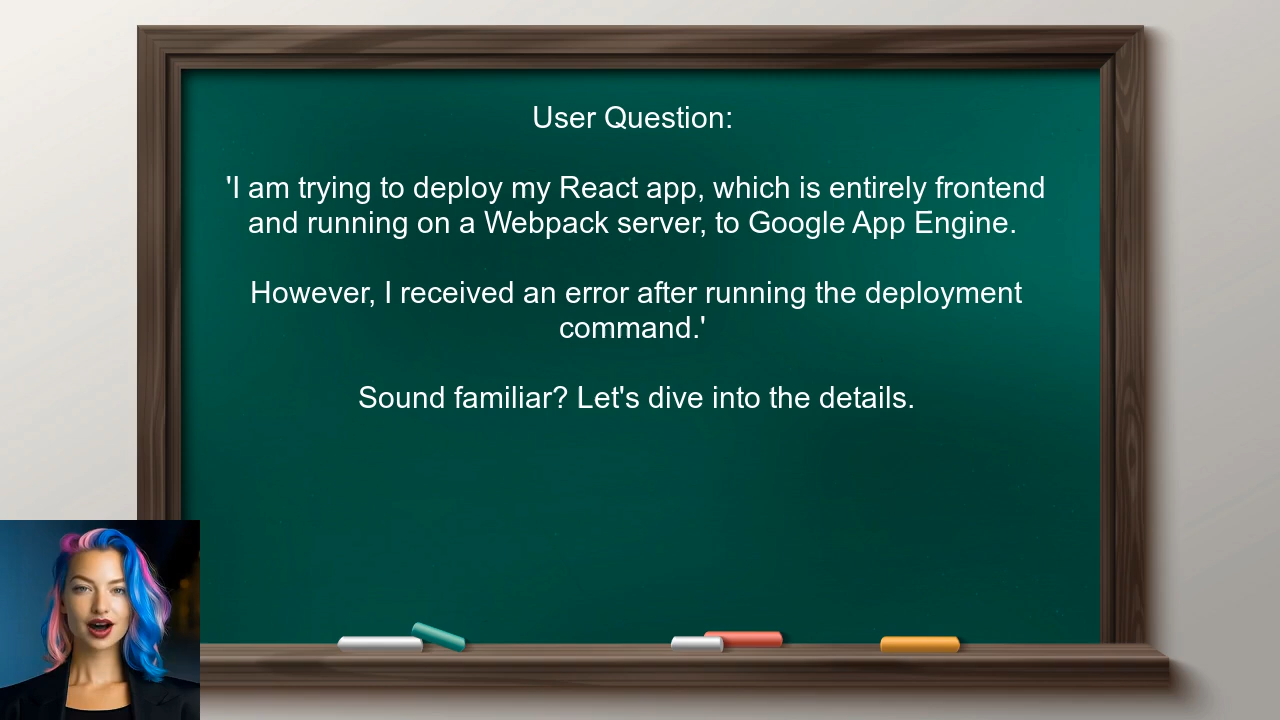 User Question:
'I am trying to deploy my React app, which is entirely frontend
and running on a Webpack server, to Google App Engine.
However, I received an error after running the deployment
command.'
Sound familiar? Let's dive into the details.